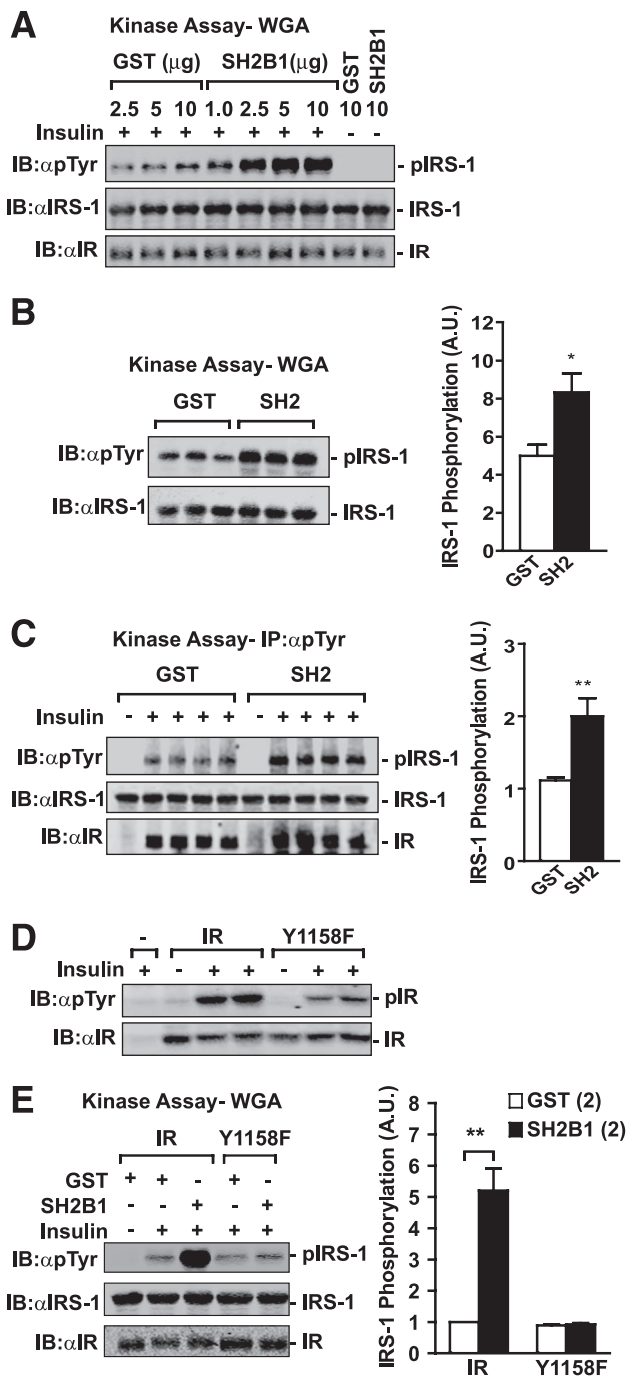 A
Kinase Assay- WGA
GST (μg) SH2B1(μg) GST SH2B1
2.5 5 10 1.0 2.5 5 10 10 10
Insulin + + + + + + + - -
IB:αpTyr - pIRS-1
IB:αIRS-1 - IRS-1
IB:αIR - IR
B
Kinase Assay- WGA
GST SH2
IB:αpTyr - pIRS-1
IB:αIRS-1 - IRS-1
IRS-1 Phosphorylation (A.U.)
12
10
8
6
4
2
0
*
GST SH2
C
Kinase Assay- IP:αpTyr
GST SH2
Insulin - + + + + - + + + +
IB:αpTyr - pIRS-1
IB:αIRS-1 - IRS-1
IB:αIR - IR
IRS-1 Phosphorylation (A.U.)
3
2
1
0
**
GST SH2
D
- IR Y1158F
Insulin + - + + - + +
IB:αpTyr - pIR
IB:αIR - IR
E
Kinase Assay- WGA
IR Y1158F
GST + + - + -
SH2B1 - - + - +
Insulin - + + + +
IB:αpTyr - pIRS-1
IB:αIRS-1 - IRS-1
IB:αIR - IR
IRS-1 Phosphorylation (A.U.)
8
7
6
5
4
3
2
1
0
GST (2)
SH2B1 (2)
**
IR Y1158F